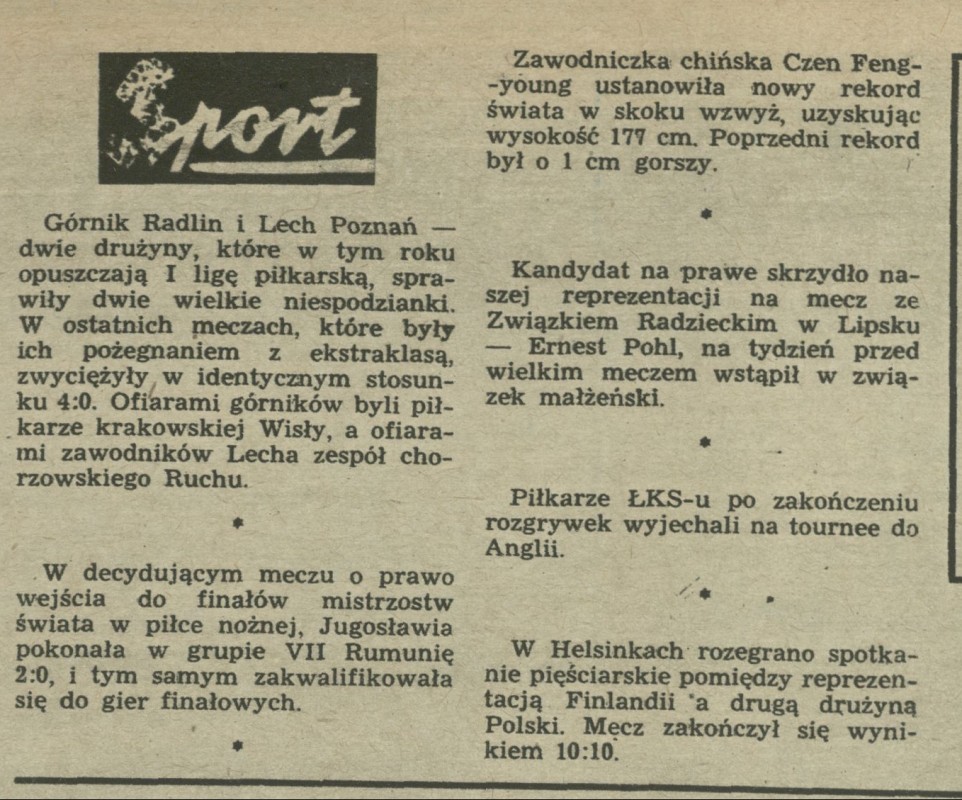 Sport
Górnik Radlin i Lech Poznań —
dwie drużyny, które w tym roku
opuszczają I ligę piłkarską, spra-
wiły dwie wielkie niespodzianki.
W ostatnich meczach, które były
ich pożegnaniem z ekstraklasą,
zwyciężyły w identycznym stosun-
ku 4:0. Ofiarami górników byli pił-
karze krakowskiej Wisły, a ofiara-
mi zawodników Lecha zespół cho-
rzowskiego Ruchu.
*
W decydującym meczu o prawo
wejścia do finałów mistrzostw
świata w piłce nożnej, Jugosławia
pokonała w grupie VII Rumunię
2:0, i tym samym zakwalifikowała
się do gier finałowych.
*
Zawodniczka chińska Czen Feng-
-young ustanowiła nowy rekord
świata w skoku wzwyż, uzyskując
wysokość 177 cm. Poprzedni rekord
był o 1 cm gorszy.
*
Kandydat na prawe skrzydło na-
szej reprezentacji na mecz ze
Związkiem Radzieckim w Lipsku
— Ernest Pohl, na tydzień przed
wielkim meczem wstąpił w zwią-
zek małżeński.
*
Piłkarze ŁKS-u po zakończeniu
rozgrywek wyjechali na tournee do
Anglii.
*
W Helsinkach rozegrano spotka-
nie pięściarskie pomiędzy reprezen-
tacją Finlandii a drugą drużyną
Polski. Mecz zakończył się wyni-
kiem 10:10.